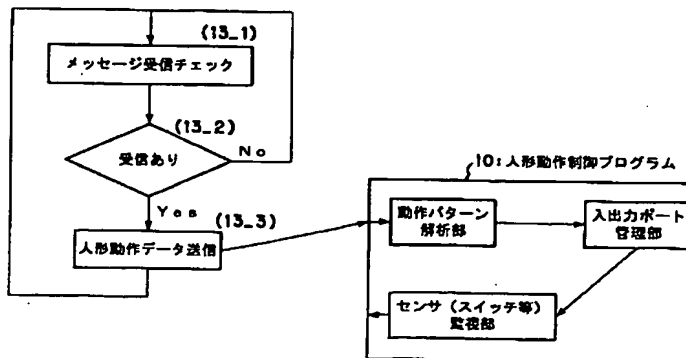 (13_1)
メッセージ受信チェック
(13_2)
受信あり
No
Yes
(13_3)
人形動作データ送信
10:人形動作制御プログラム
動作パターン
解析部
入出力ポート
管理部
センサ(スイッチ等)
監視部